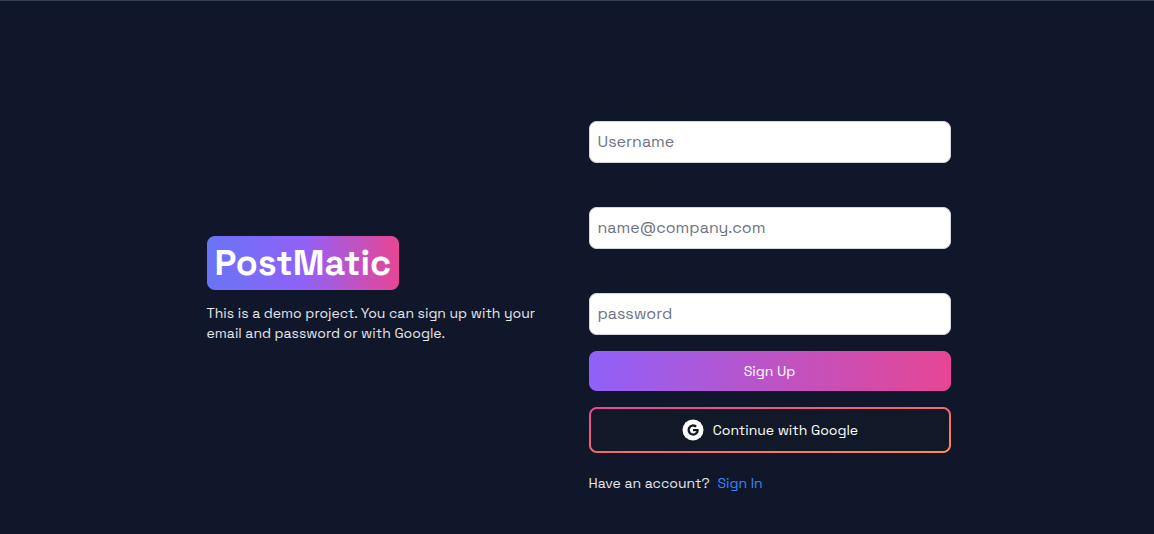 PostMatic
This is a demo project. You can sign up with your
email and password or with Google.
Username
name@company.com
password
Sign Up
G Continue with Google
Have an account? Sign In